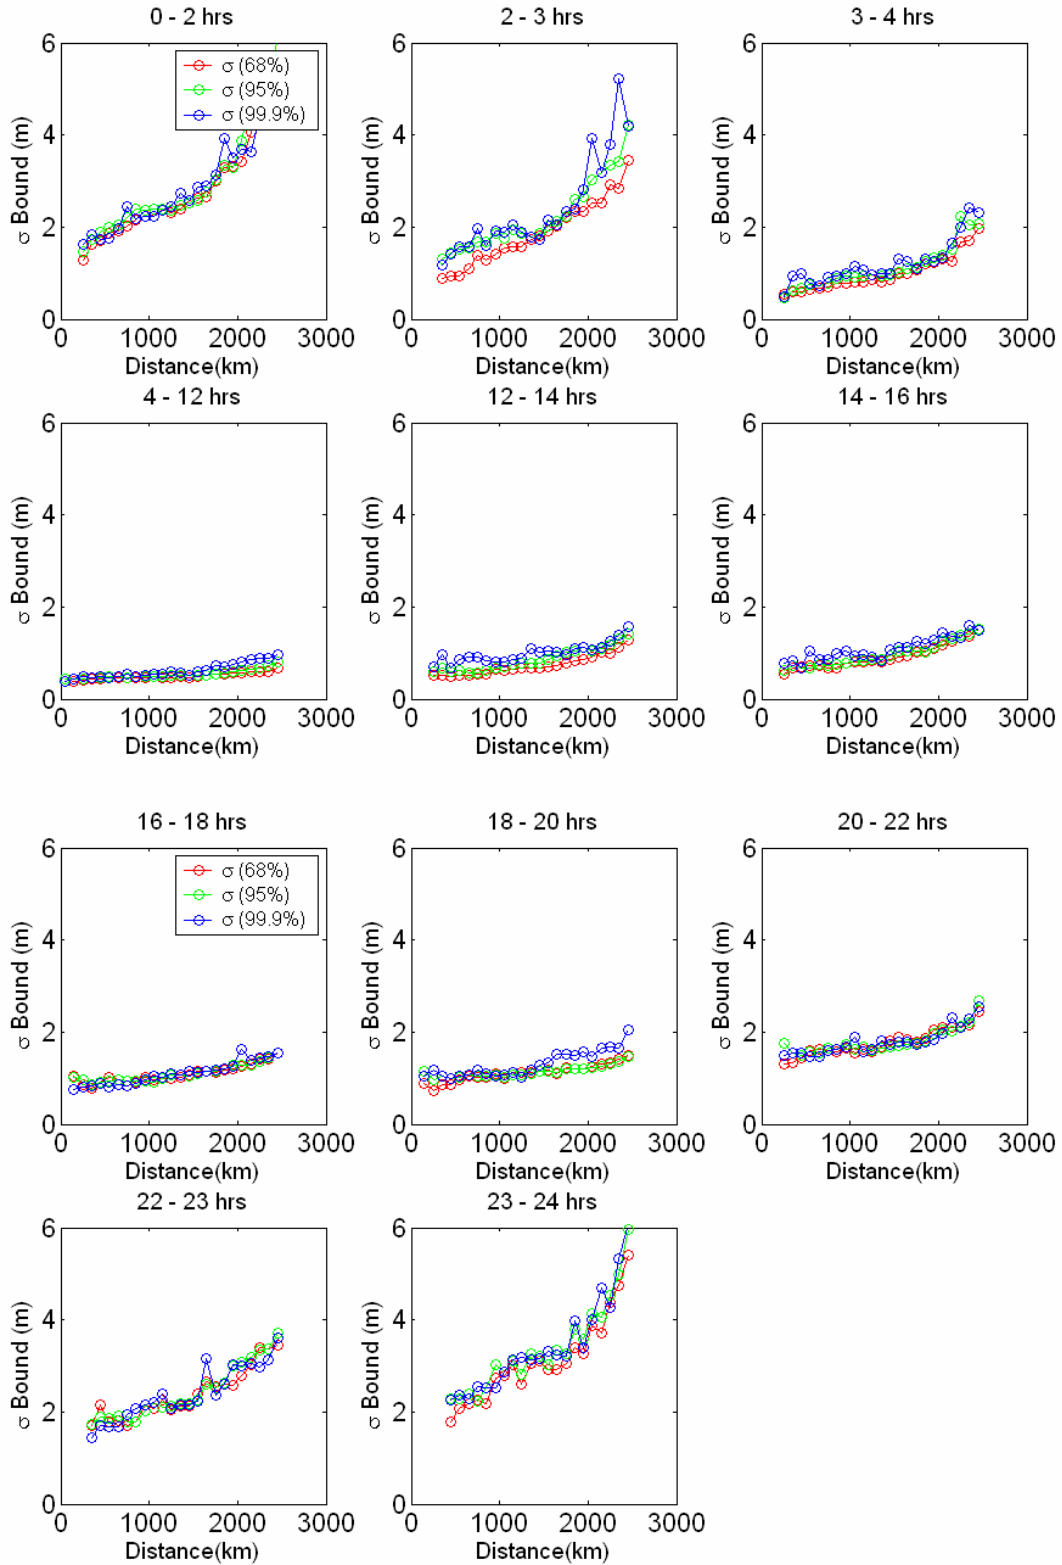 0 - 2 hrs
2 - 3 hrs
3 - 4 hrs
σ Bound (m)
6
4
2
0
σ (68%)
σ (95%)
σ (99.9%)
0 1000 2000 3000
Distance(km)
σ Bound (m)
6
4
2
0
0 1000 2000 3000
Distance(km)
σ Bound (m)
6
4
2
0
0 1000 2000 3000
Distance(km)
4 - 12 hrs
12 - 14 hrs
14 - 16 hrs
σ Bound (m)
6
4
2
0
0 1000 2000 3000
Distance(km)
σ Bound (m)
6
4
2
0
0 1000 2000 3000
Distance(km)
σ Bound (m)
6
4
2
0
0 1000 2000 3000
Distance(km)
16 - 18 hrs
18 - 20 hrs
20 - 22 hrs
σ Bound (m)
6
4
2
0
σ (68%)
σ (95%)
σ (99.9%)
0 1000 2000 3000
Distance(km)
σ Bound (m)
6
4
2
0
0 1000 2000 3000
Distance(km)
σ Bound (m)
6
4
2
0
0 1000 2000 3000
Distance(km)
22 - 23 hrs
23 - 24 hrs
σ Bound (m)
6
4
2
0
0 1000 2000 3000
Distance(km)
σ Bound (m)
6
4
2
0
0 1000 2000 3000
Distance(km)